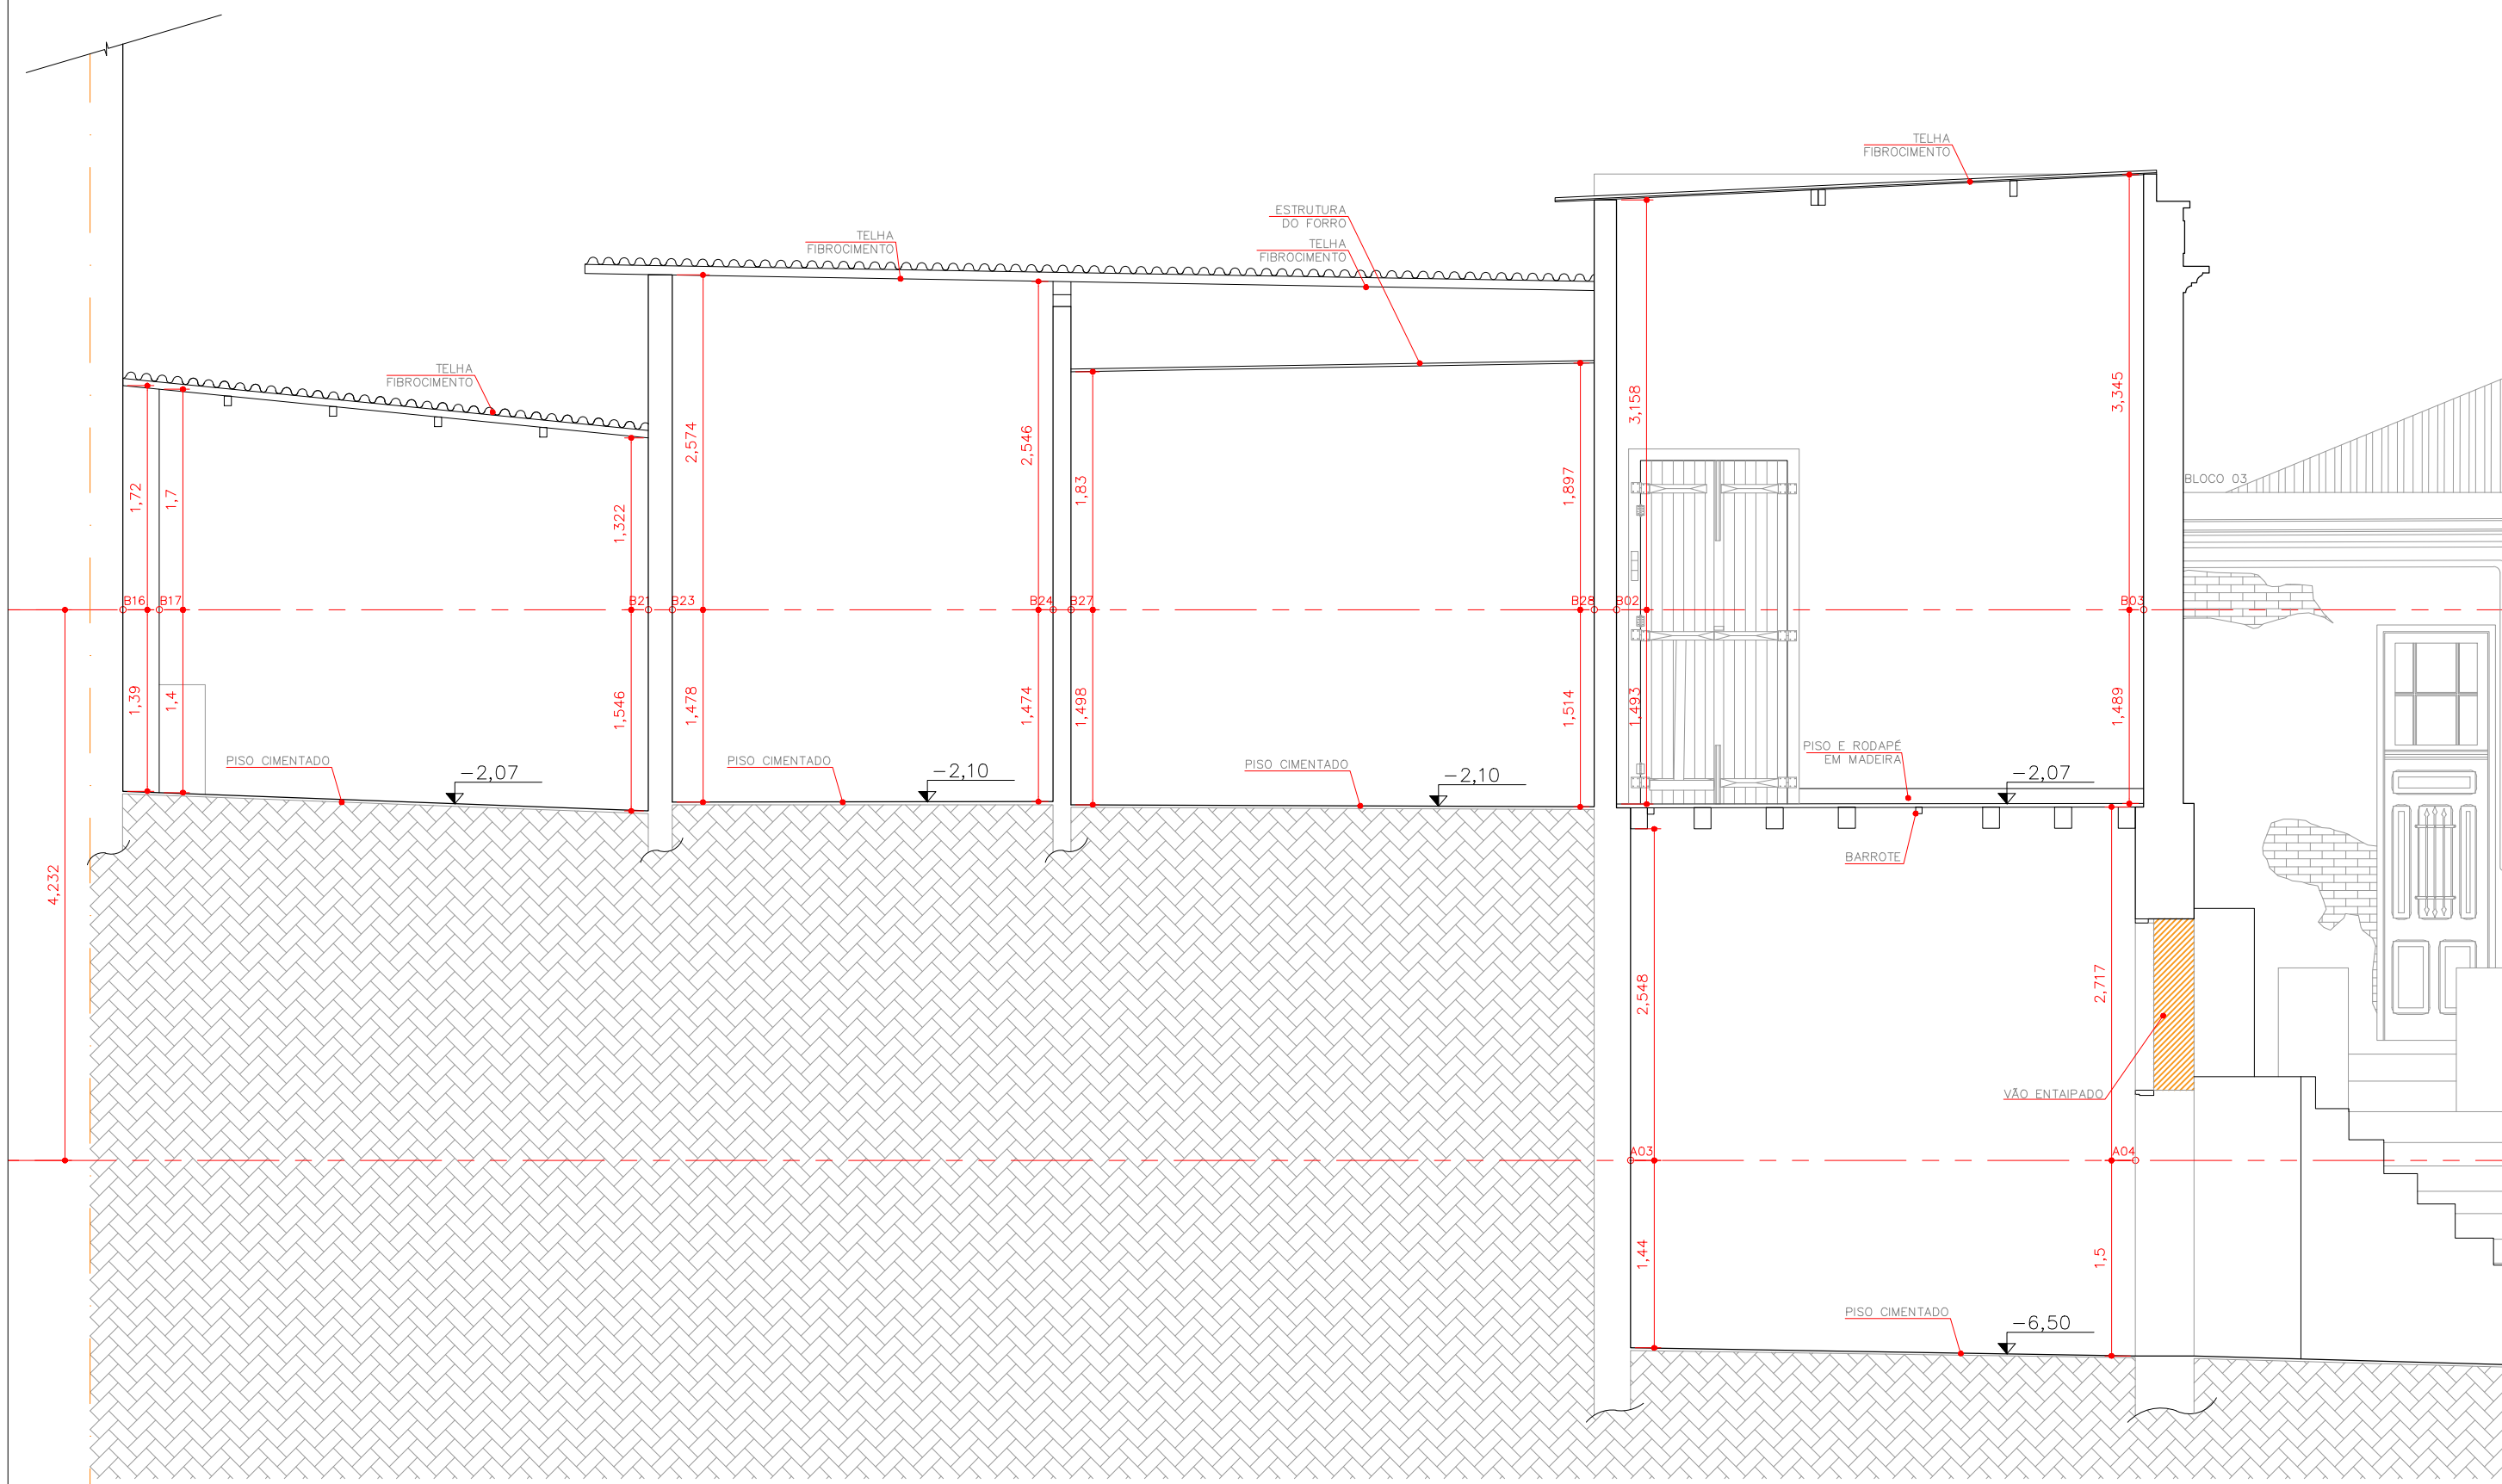 TELHA
FIBROCIMENTO
ESTRUTURA
DO FORRO
TELHA
FIBROCIMENTO
TELHA
FIBROCIMENTO
TELHA
FIBROCIMENTO
3,158
3,345
2,574
2,546
1,83
1,897
1,72
1,7
1,322
BLOCO 03
B16
B17
B21
B23
B24
B27
B28
B02
B03
1,39
1,4
1,546
1,478
1,474
1,498
1,514
1,493
1,489
PISO CIMENTADO
-2,07
PISO CIMENTADO
-2,10
PISO CIMENTADO
-2,10
PISO E RODAPÉ
EM MADEIRA
-2,07
BARROTE
4,232
2,548
2,717
VÃO ENTAIPADO
A03
A04
1,44
1,5
PISO CIMENTADO
-6,50